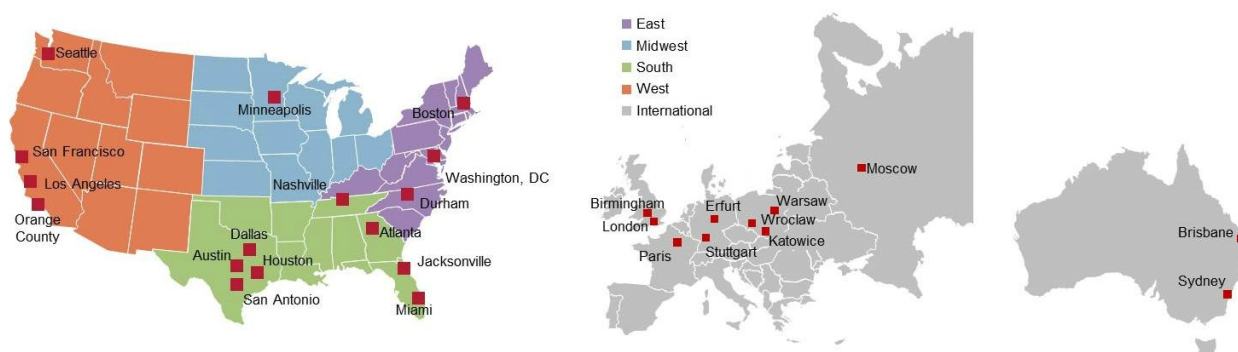 Seattle
Minneapolis
Boston
San Francisco
Los Angeles
Orange
County
Nashville
Washington, DC
Durham
Dallas
Atlanta
Austin
Houston
Jacksonville
San Antonio
Miami
East
Midwest
South
West
International
Moscow
Birmingham
Erfurt
Warsaw
London
Wroclaw
Paris
Stuttgart
Katowice
Brisbane
Sydney